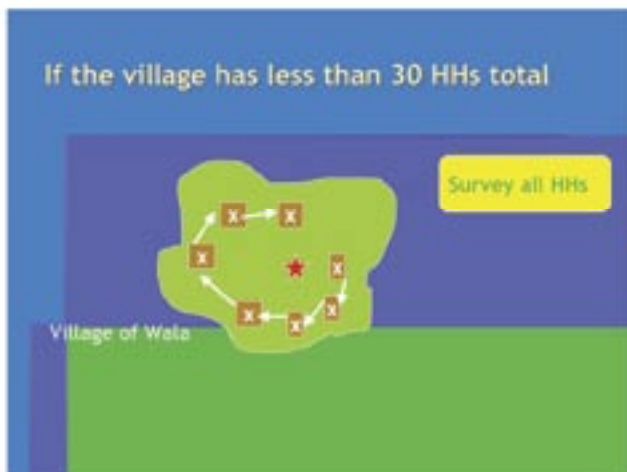 If the village has less than 30 HHs total
Survey all HHs
X X
X X
X X X
Village of Wala